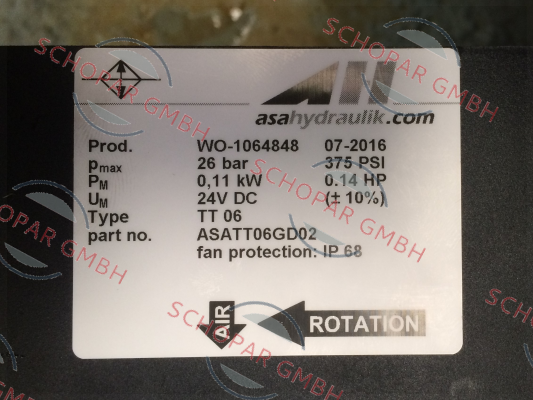 asahydraulik.com
Prod. WO-1064848 07-2016
pmax 26 bar 375 PSI
PM 0,11 kW 0.14 HP
UM 24V DC (± 10%)
Type TT 06
part no. ASATT06GD02
fan protection: IP 68
AIR
ROTATION
SCHOPAR GMBH
SCHOPAR GMBH
SCHOPAR GMBH
SCHOPAR GMBH
SCHOPAR GMBH
SCHOPAR GMBH